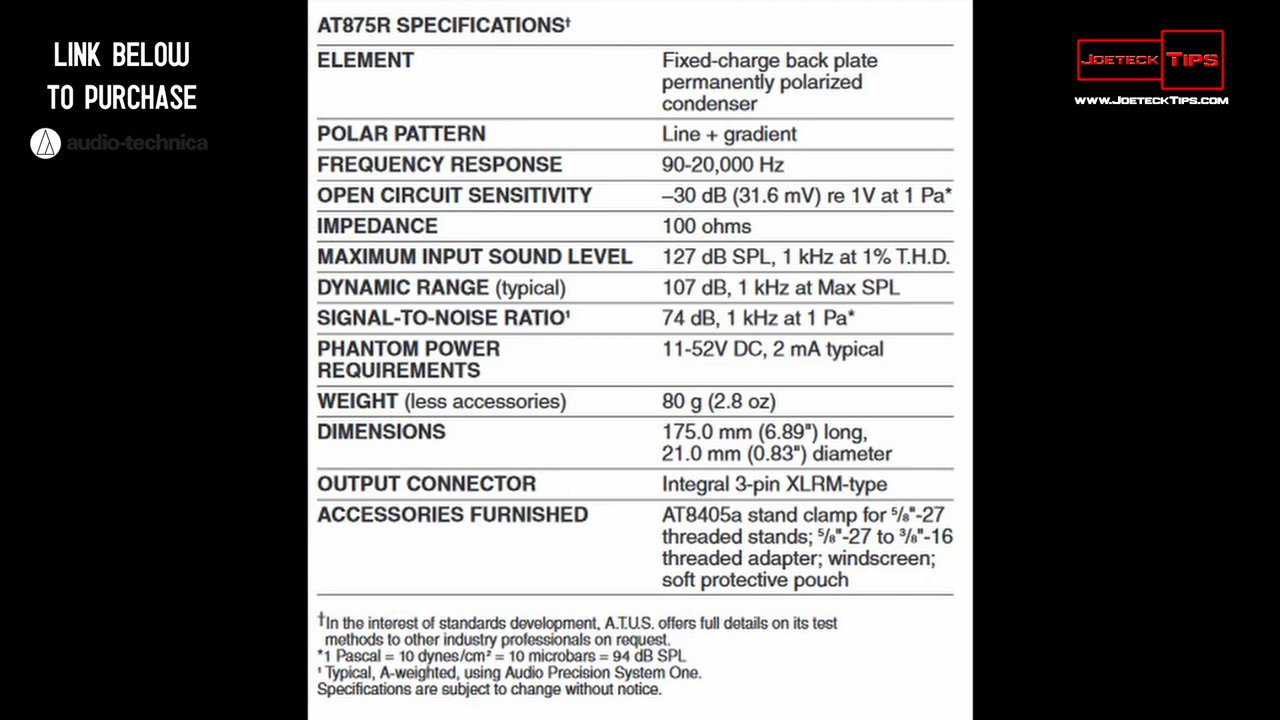 LINK BELOW
TO PURCHASE
audio-technica
JOETECK TIPS
WWW.JOETECKTIPS.COM
AT875R SPECIFICATIONS†
ELEMENT Fixed-charge back plate
permanently polarized
condenser
POLAR PATTERN Line + gradient
FREQUENCY RESPONSE 90-20,000 Hz
OPEN CIRCUIT SENSITIVITY –30 dB (31.6 mV) re 1V at 1 Pa*
IMPEDANCE 100 ohms
MAXIMUM INPUT SOUND LEVEL 127 dB SPL, 1 kHz at 1% T.H.D.
DYNAMIC RANGE (typical) 107 dB, 1 kHz at Max SPL
SIGNAL-TO-NOISE RATIO¹ 74 dB, 1 kHz at 1 Pa*
PHANTOM POWER 11-52V DC, 2 mA typical
REQUIREMENTS
WEIGHT (less accessories) 80 g (2.8 oz)
DIMENSIONS 175.0 mm (6.89") long,
21.0 mm (0.83") diameter
OUTPUT CONNECTOR Integral 3-pin XLRM-type
ACCESSORIES FURNISHED AT8405a stand clamp for ⁵/₈"-27
threaded stands; ⁵/₈"-27 to ³/₈"-16
threaded adapter; windscreen;
soft protective pouch
†In the interest of standards development, A.T.U.S. offers full details on its test
methods to other industry professionals on request.
*1 Pascal = 10 dynes/cm² = 10 microbars = 94 dB SPL
¹ Typical, A-weighted, using Audio Precision System One.
Specifications are subject to change without notice.